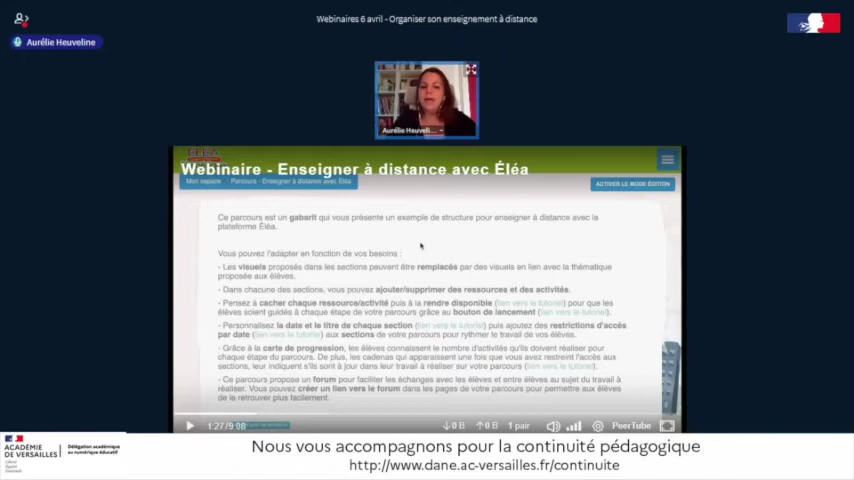 Webinaires 6 avril - Organiser son enseignement à distance
Aurélie Heuveline
Aurélie Heuveli...
ÉLÉA
Webinaire - Enseigner à distance avec Éléa
Mon espace Parcours - Enseigner à distance avec Éléa
ACTIVER LE MODE ÉDITION
Ce parcours est un gabarit qui vous présente un exemple de structure pour enseigner à distance avec la
plateforme Éléa.
Vous pouvez l'adapter en fonction de vos besoins :
- Les visuels proposés dans les sections peuvent être remplacés par des visuels en lien avec la thématique
proposée aux élèves.
- Dans chacune des sections, vous pouvez ajouter/supprimer des ressources et des activités.
- Pensez à cacher chaque ressource/activité puis à la rendre disponible (lien vers le tutoriel) pour que les
élèves soient guidés à chaque étape de votre parcours grâce au bouton de lancement (lien vers le tutoriel).
- Personnalisez la date et le titre de chaque section (lien vers le tutoriel) puis ajoutez des restrictions d'accès
par date (lien vers le tutoriel) aux sections de votre parcours pour rythmer le travail de vos élèves.
- Grâce à la carte de progression, les élèves connaissent le nombre d'activités qu'ils doivent réaliser pour
chaque étape du parcours. De plus, les cadenas qui apparaissent une fois que vous avez restreint l'accès aux
sections, leur indiquent s'ils sont à jour dans leur travail à réaliser sur votre parcours (lien vers le tutoriel).
- Ce parcours propose un forum pour faciliter les échanges avec les élèves et entre élèves au sujet du travail à
réaliser. Vous pouvez créer un lien vers le forum dans les pages de votre parcours pour permettre aux élèves
de le retrouver plus facilement.
1:27/9:08
0 B 0 B 1 pair PeerTube
ACADÉMIE
DE VERSAILLES
Liberté
Égalité
Fraternité
Délégation académique
au numérique éducatif
Nous vous accompagnons pour la continuité pédagogique
http://www.dane.ac-versailles.fr/continuite